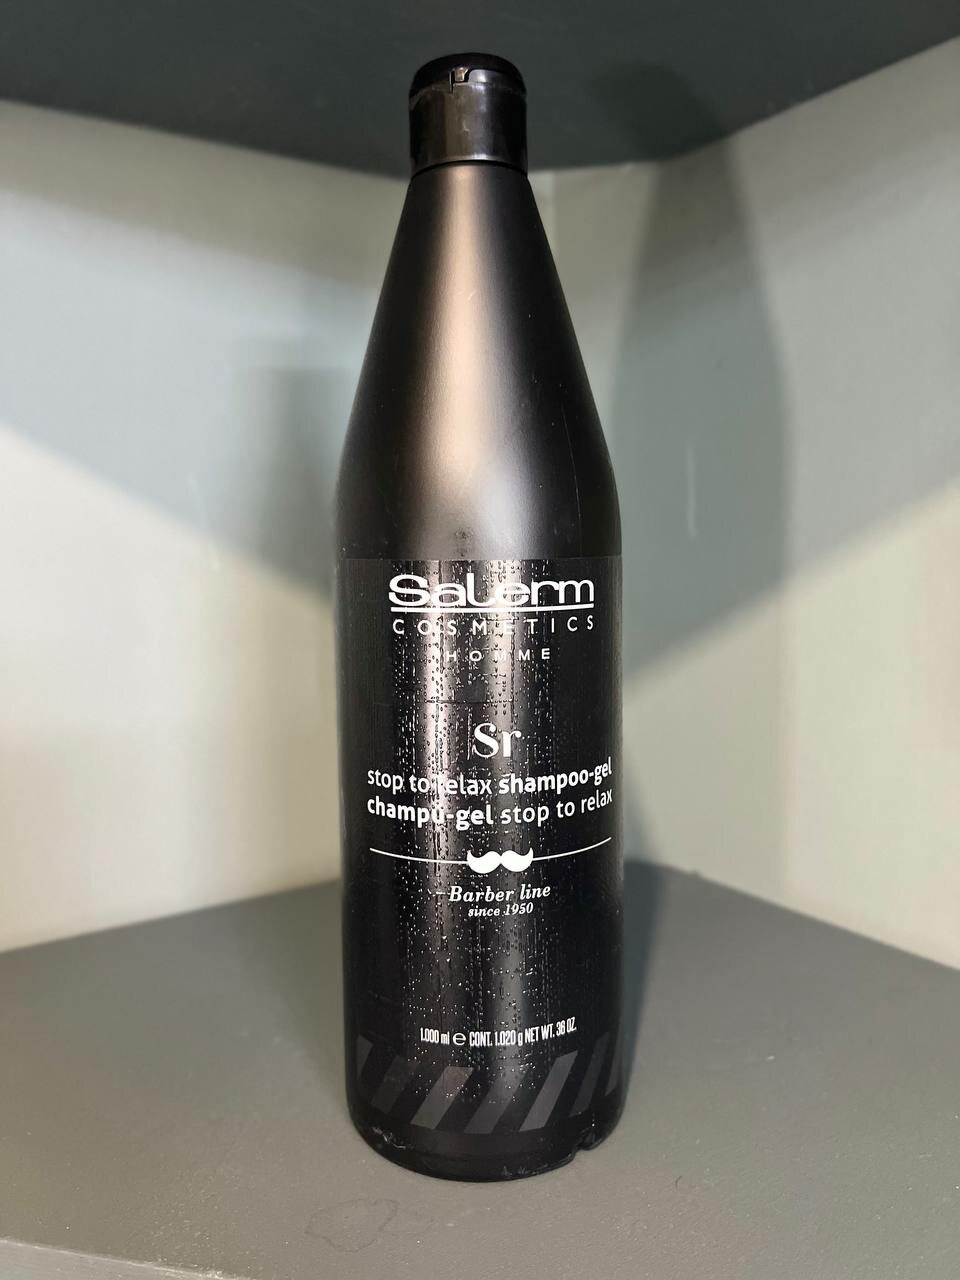 Salerm
COSMETICS
HOMME
Sr
stop to relax shampoo-gel
champú-gel stop to relax
Barber line
since 1950
1.000 ml ℮ CONT. 1.020 g NET WT. 36 OZ.